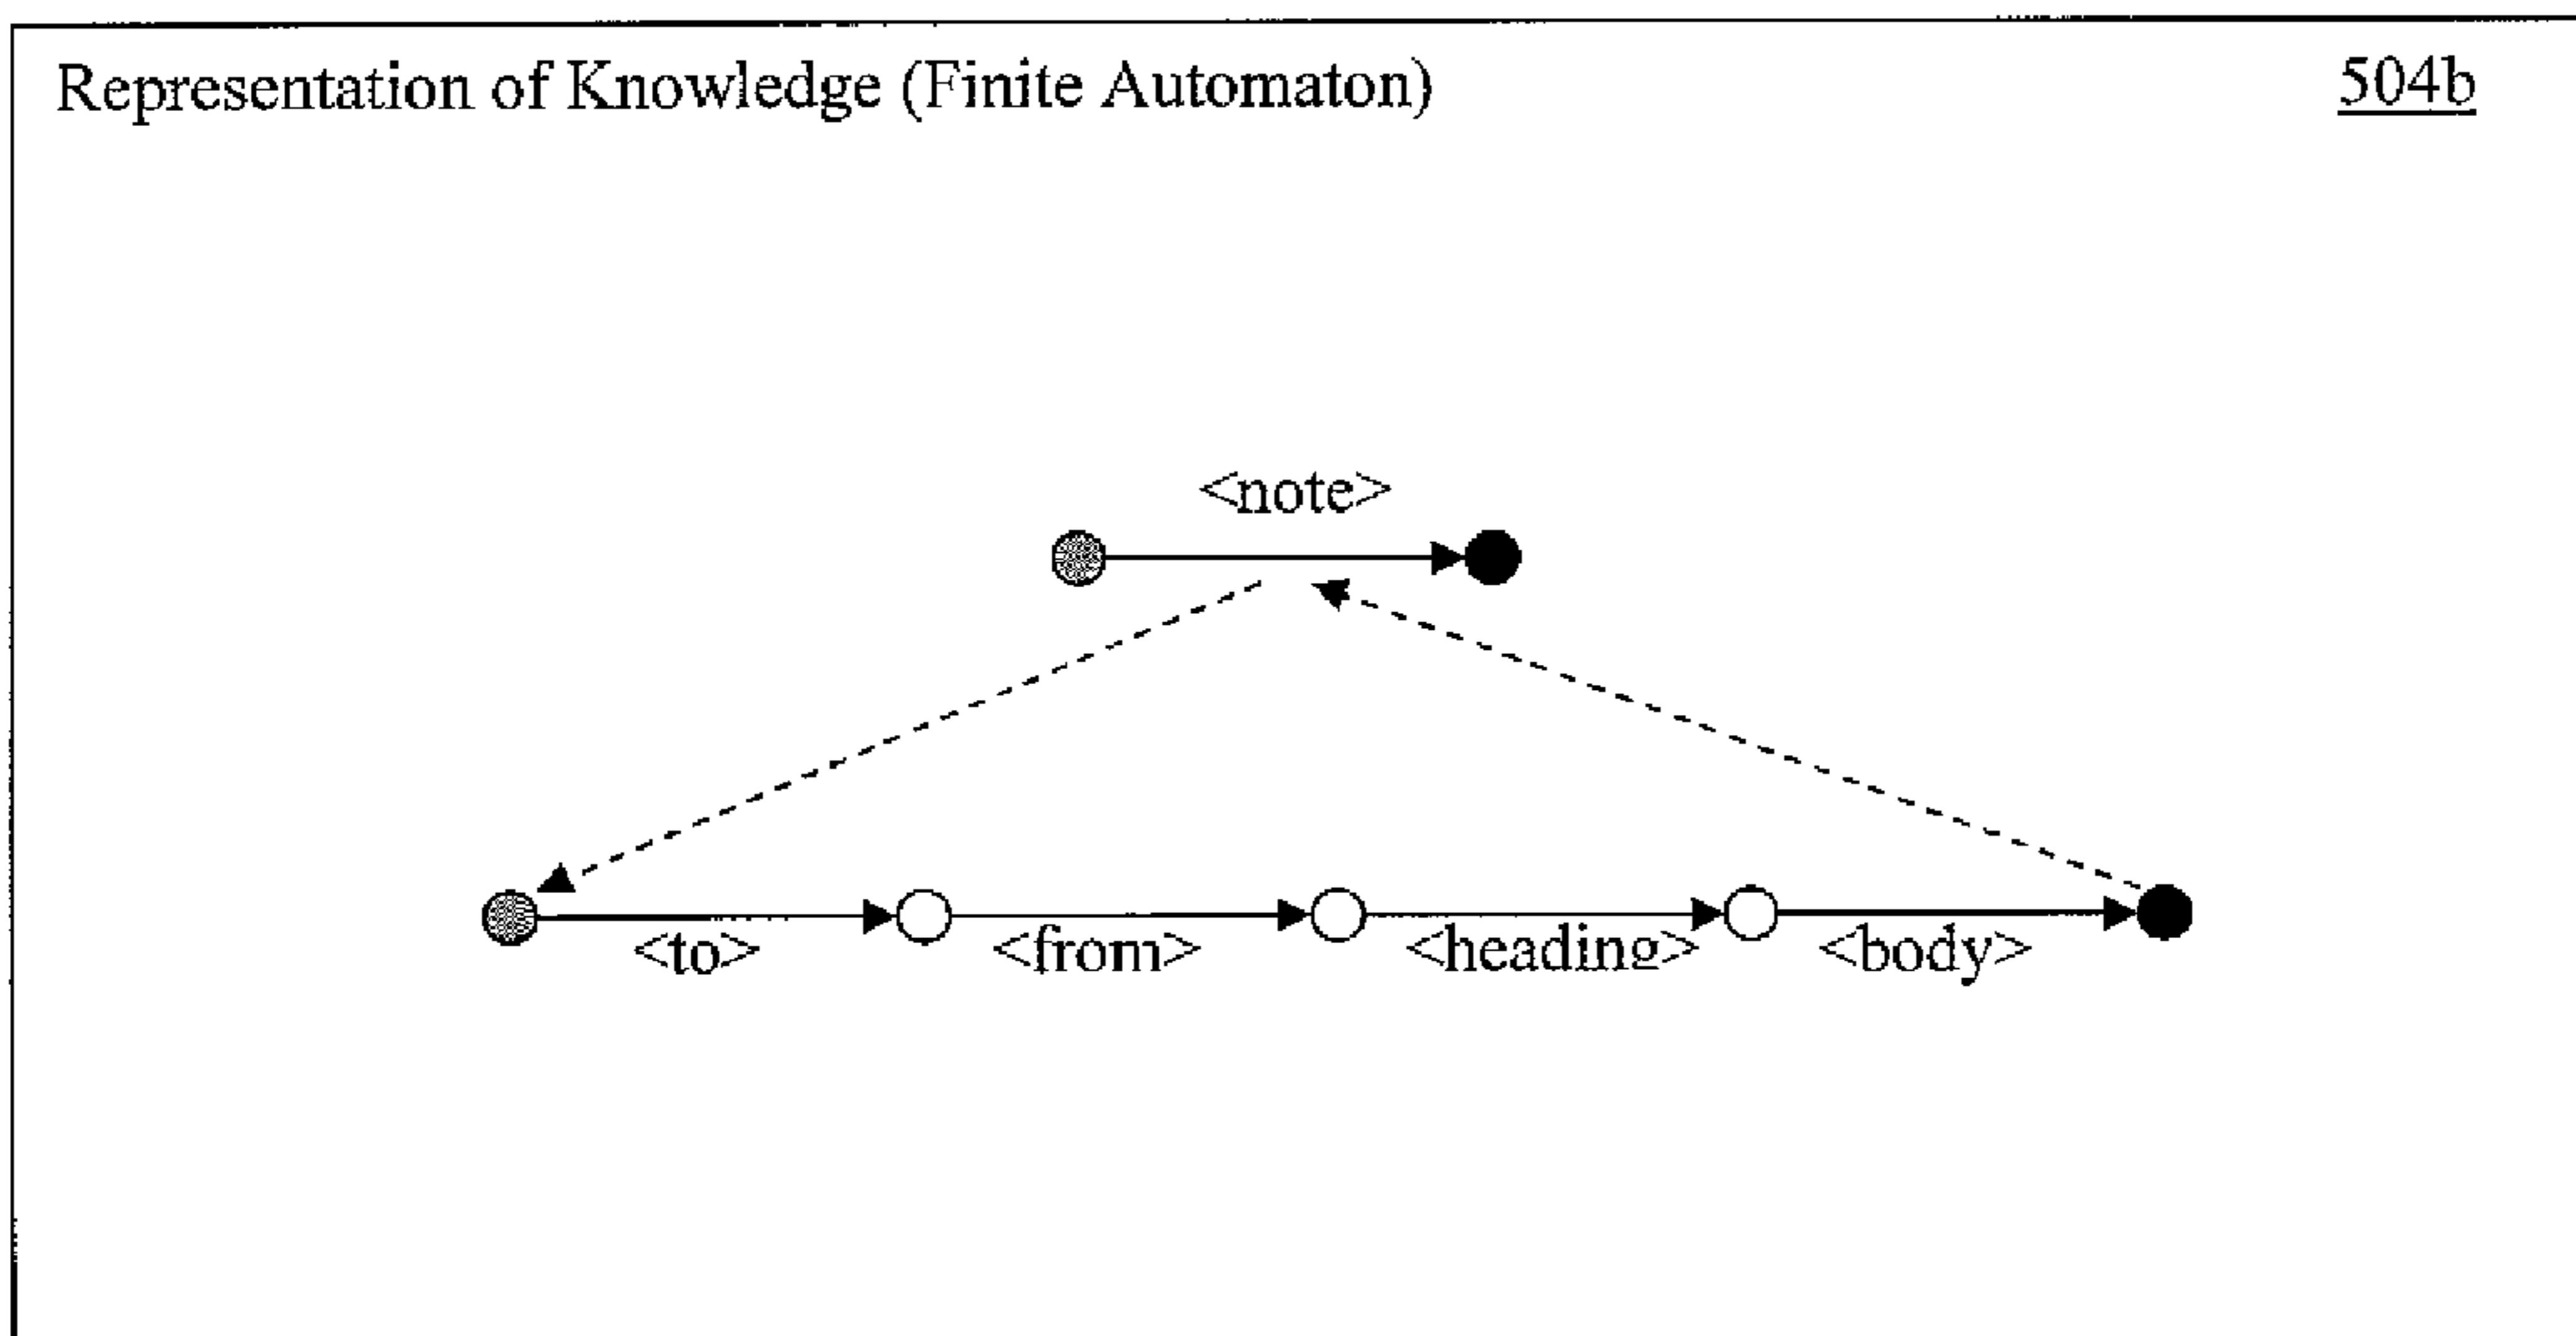 Representation of Knowledge (Finite Automaton) 504b
<note>
<to> <from> <heading> <body>